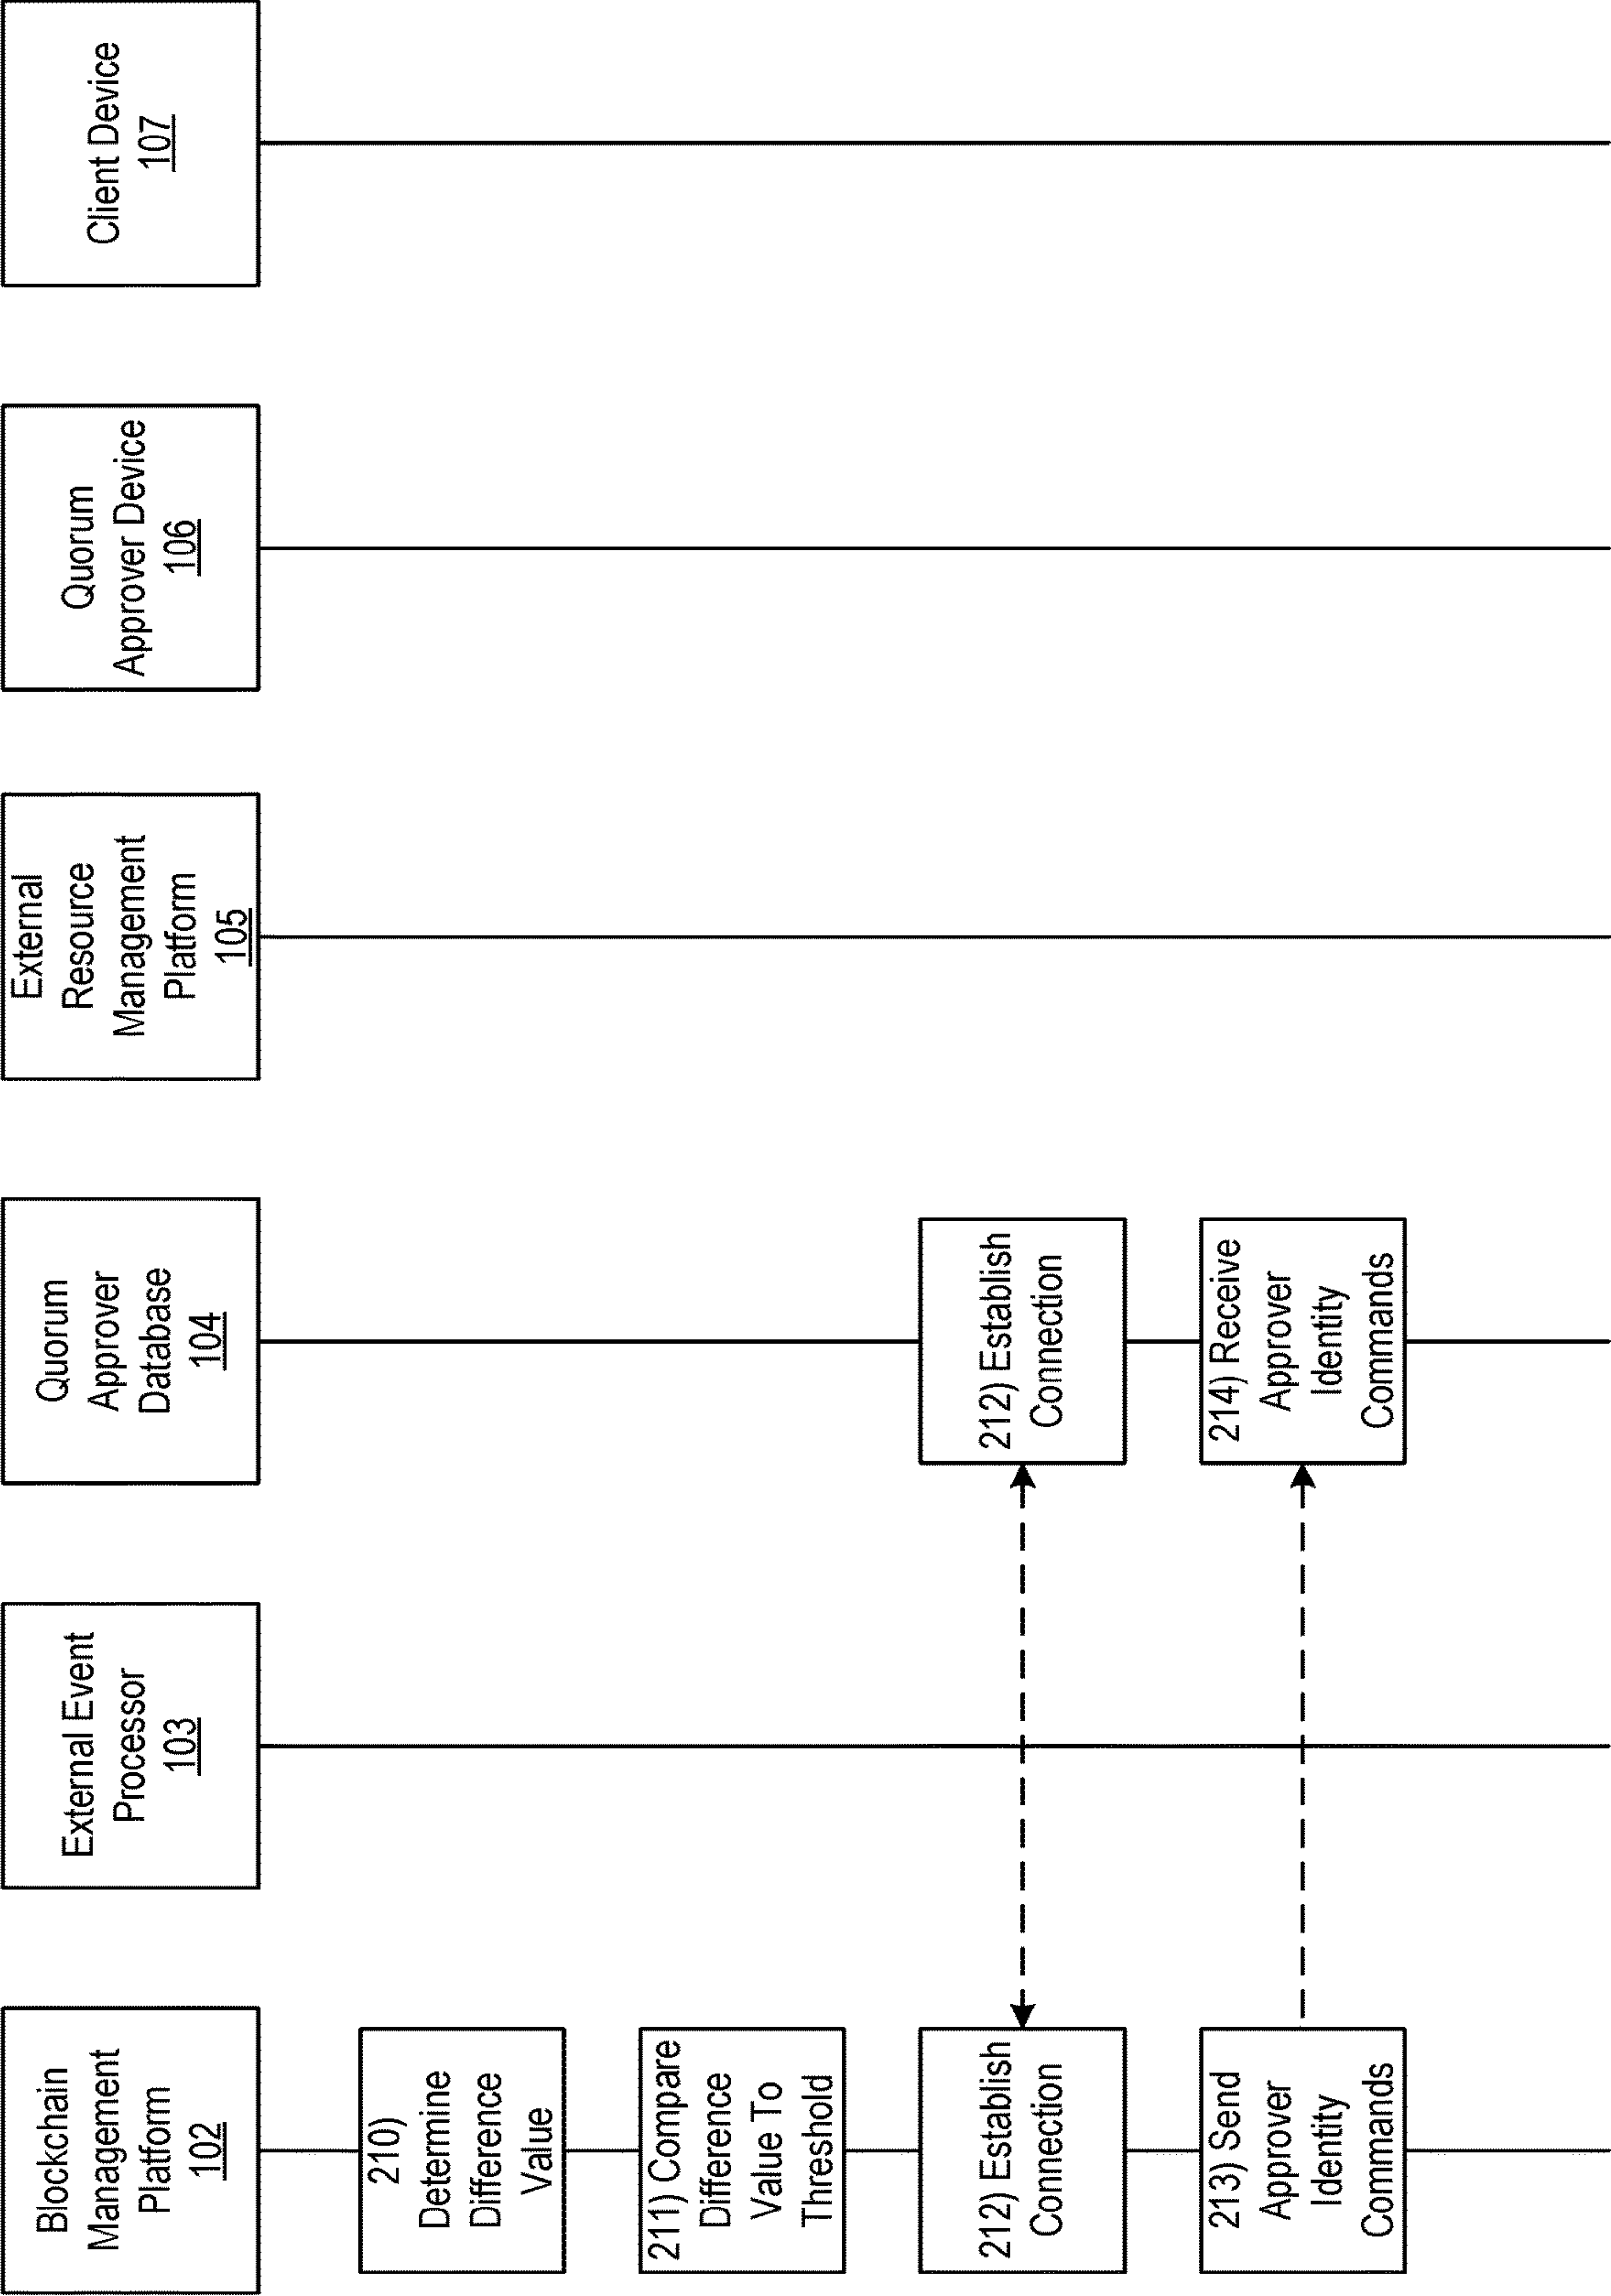 Blockchain
Management
Platform
102
External Event
Processor
103
Quorum
Approver
Database
104
External
Resource
Management
Platform
105
Quorum
Approver Device
106
Client Device
107
210)
Determine
Difference
Value
211) Compare
Difference
Value To
Threshold
212) Establish
Connection
212) Establish
Connection
213) Send
Approver
Identity
Commands
214) Receive
Approver
Identity
Commands